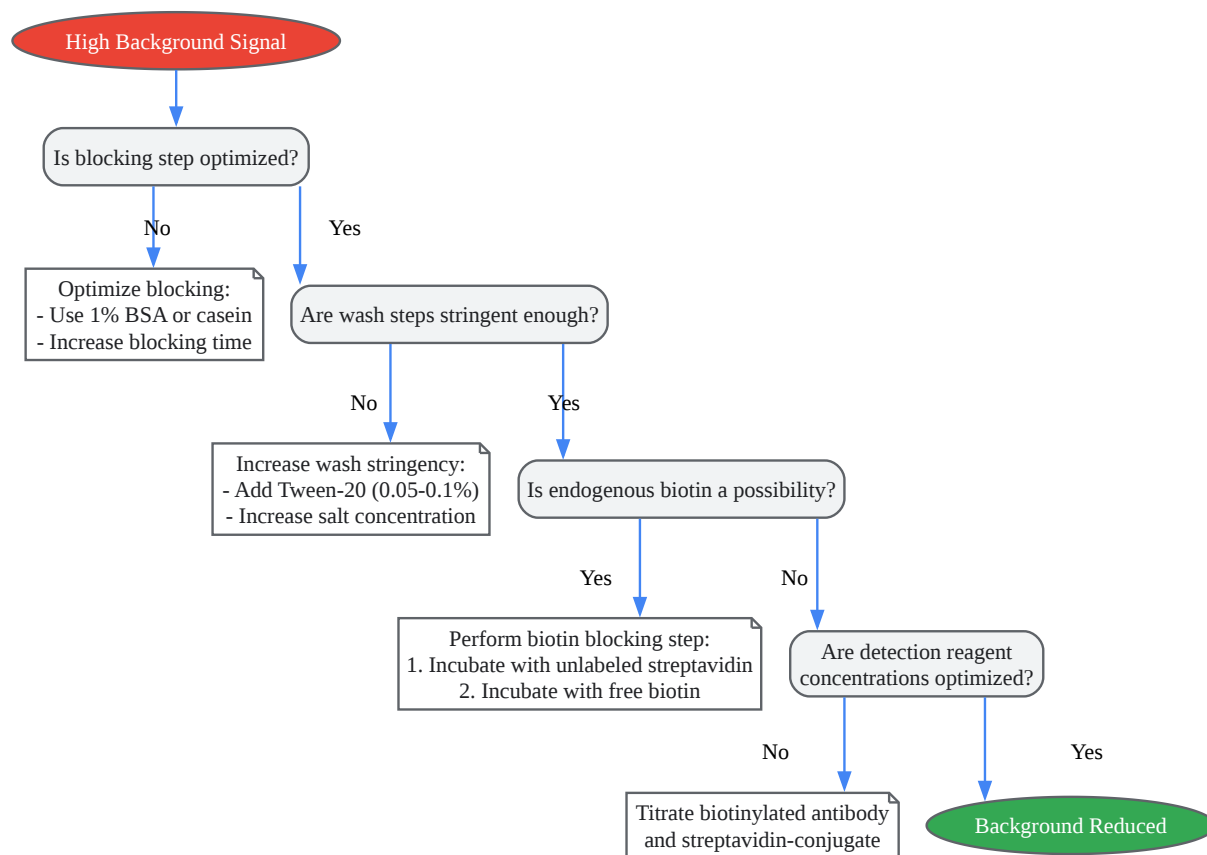 High Background Signal
Is blocking step optimized?
No
Yes
Optimize blocking:
- Use 1% BSA or casein
- Increase blocking time
Are wash steps stringent enough?
No
Yes
Increase wash stringency:
- Add Tween-20 (0.05-0.1%)
- Increase salt concentration
Is endogenous biotin a possibility?
Yes
No
Perform biotin blocking step:
1. Incubate with unlabeled streptavidin
2. Incubate with free biotin
Are detection reagent
concentrations optimized?
No
Yes
Titrate biotinylated antibody
and streptavidin-conjugate
Background Reduced